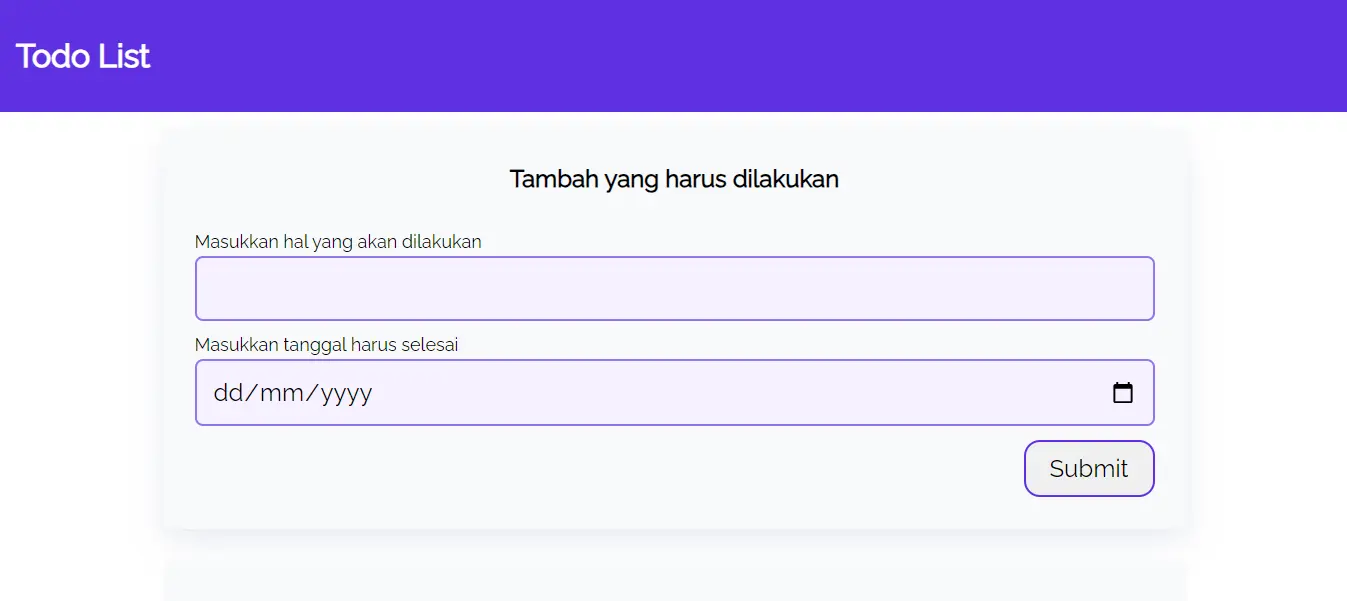 Todo List
Tambah yang harus dilakukan
Masukkan hal yang akan dilakukan
Masukkan tanggal harus selesai
dd/mm/yyyy
Submit